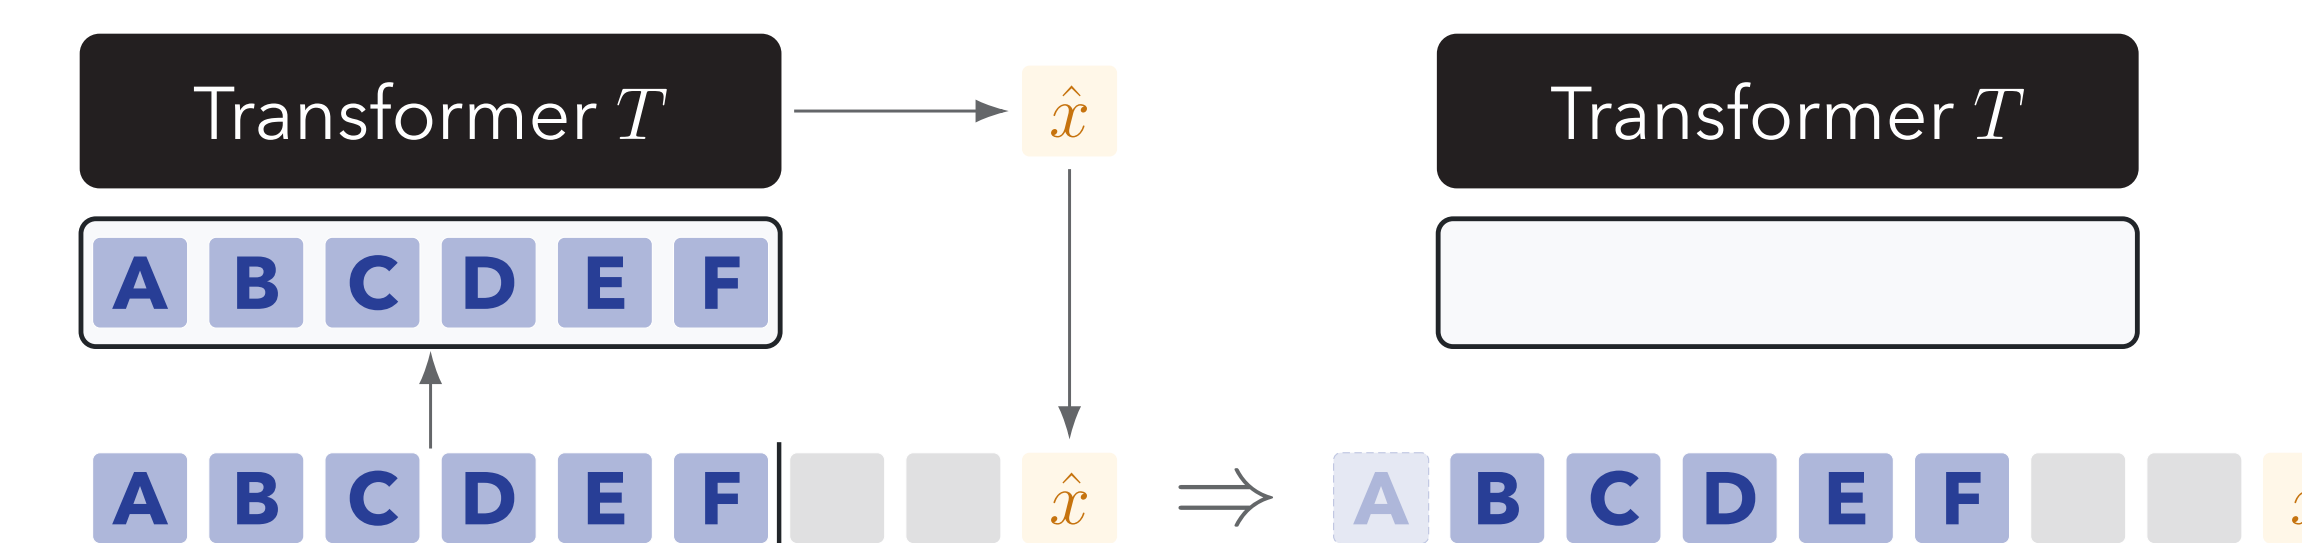 Transformer T
x̂
Transformer T
A B C D E F
A B C D E F x̂ ⇒ A B C D E F